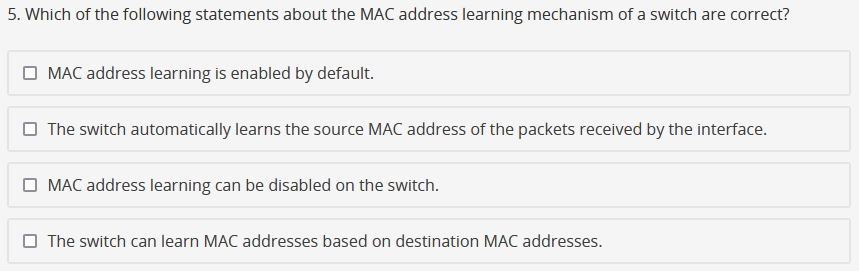 5. Which of the following statements about the MAC address learning mechanism of a switch are correct?
MAC address learning is enabled by default.
The switch automatically learns the source MAC address of the packets received by the interface.
MAC address learning can be disabled on the switch.
The switch can learn MAC addresses based on destination MAC addresses.